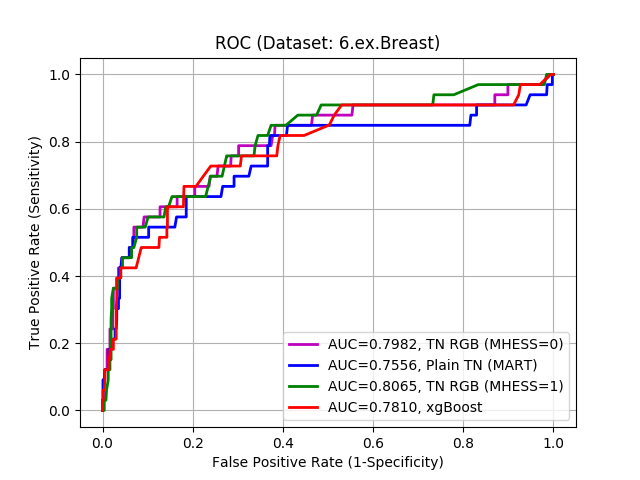 ROC (Dataset: 6.ex.Breast)
True Positive Rate (Sensitivity)
1.0
0.8
0.6
0.4
0.2
0.0
AUC=0.7982, TN RGB (MHESS=0)
AUC=0.7556, Plain TN (MART)
AUC=0.8065, TN RGB (MHESS=1)
AUC=0.7810, xgBoost
0.0 0.2 0.4 0.6 0.8 1.0
False Positive Rate (1-Specificity)